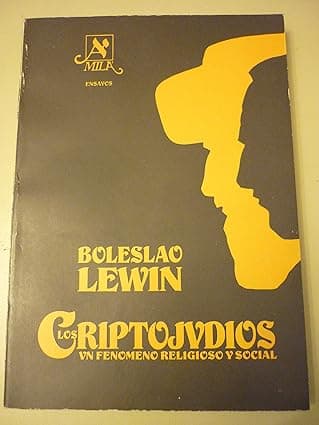 א
MILA
ENSAYOS
BOLESLAO
LEWIN
LOS CRIPTOJVDIOS
VN FENOMENO RELIGIOSO Y SOCIAL